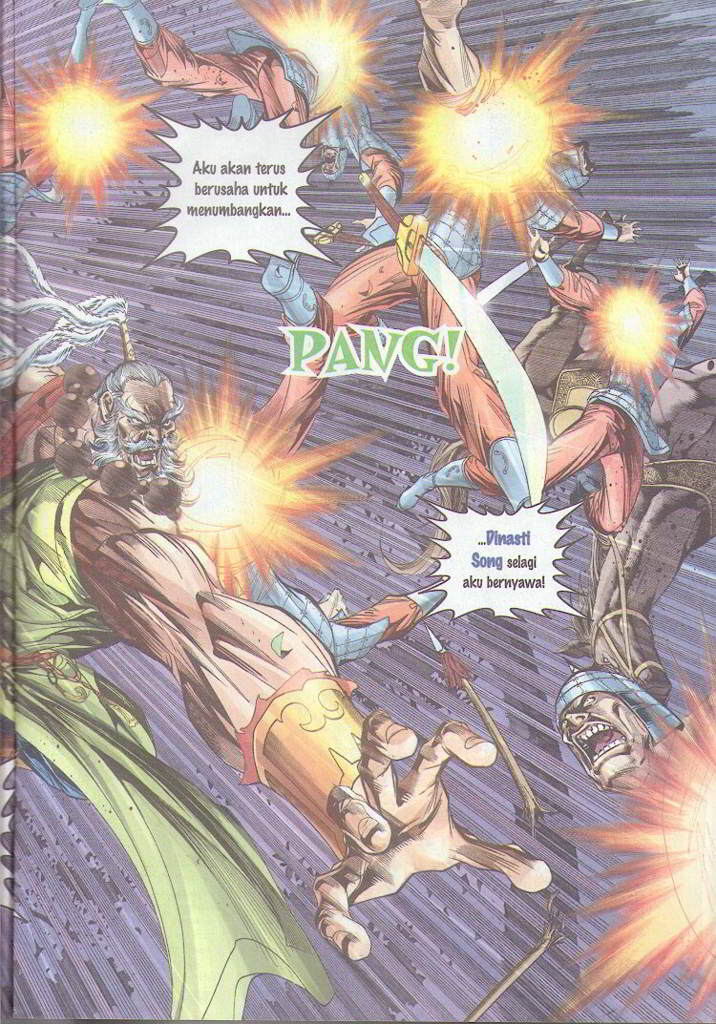 Aku akan terus
berusaha untuk
menumbangkan...
PANG!
...Dinasti
Song selagi
aku bernyawa!